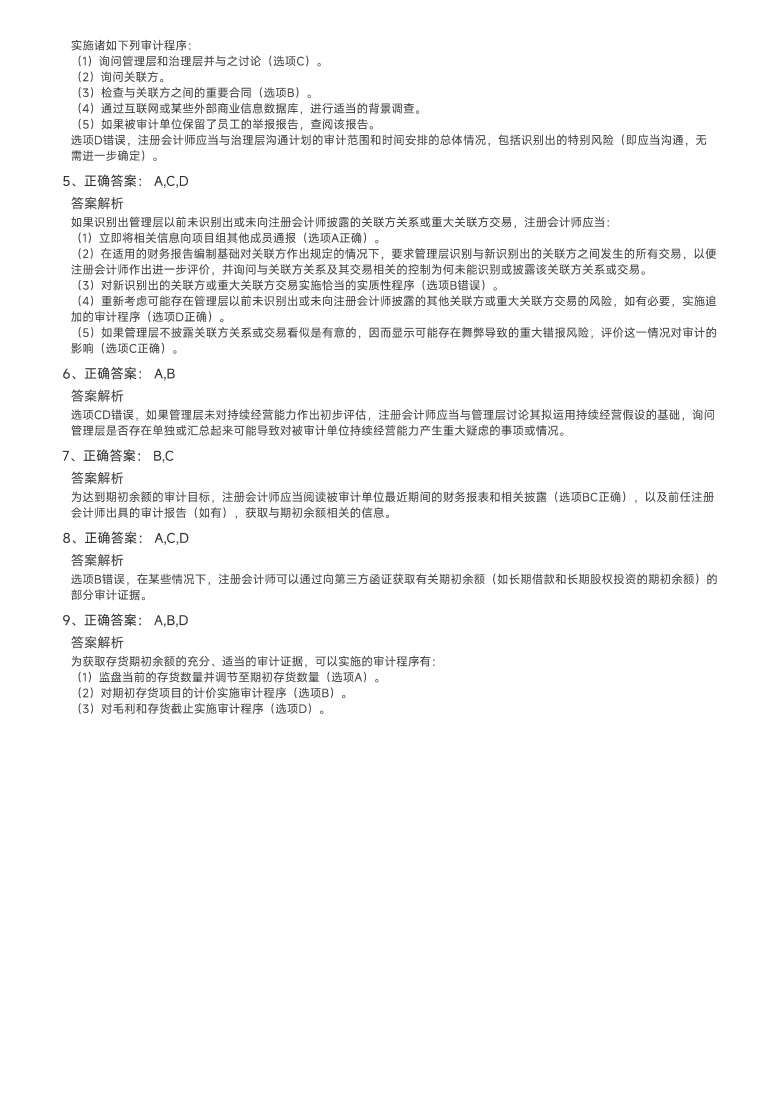 实施诸如下列审计程序：
（1）询问管理层和治理层并与之讨论（选项C）。
（2）询问关联方。
（3）检查与关联方之间的重要合同（选项B）。
（4）通过互联网或某些外部商业信息数据库，进行适当的背景调查。
（5）如果被审计单位保留了员工的举报报告，查阅该报告。
选项D错误，注册会计师应当与治理层沟通计划的审计范围和时间安排的总体情况，包括识别出的特别风险（即应当沟通，无
需进一步确定）。
5、正确答案： A,C,D
答案解析
如果识别出管理层以前未识别出或未向注册会计师披露的关联方关系或重大关联方交易，注册会计师应当：
（1）立即将相关信息向项目组其他成员通报（选项A正确）。
（2）在适用的财务报告编制基础对关联方作出规定的情况下，要求管理层识别与新识别出的关联方之间发生的所有交易，以便
注册会计师作出进一步评价，并询问与关联方关系及其交易相关的控制为何未能识别或披露该关联方关系或交易。
（3）对新识别出的关联方或重大关联方交易实施恰当的实质性程序（选项B错误）。
（4）重新考虑可能存在管理层以前未识别出或未向注册会计师披露的其他关联方或重大关联方交易的风险，如有必要，实施追
加的审计程序（选项D正确）。
（5）如果管理层不披露关联方关系或交易看似是有意的，因而显示可能存在舞弊导致的重大错报风险，评价这一情况对审计的
影响（选项C正确）。
6、正确答案： A,B
答案解析
选项CD错误，如果管理层未对持续经营能力作出初步评估，注册会计师应当与管理层讨论其拟运用持续经营假设的基础，询问
管理层是否存在单独或汇总起来可能导致对被审计单位持续经营能力产生重大疑虑的事项或情况。
7、正确答案： B,C
答案解析
为达到期初余额的审计目标，注册会计师应当阅读被审计单位最近期间的财务报表和相关披露（选项BC正确），以及前任注册
会计师出具的审计报告（如有），获取与期初余额相关的信息。
8、正确答案： A,C,D
答案解析
选项B错误，在某些情况下，注册会计师可以通过向第三方函证获取有关期初余额（如长期借款和长期股权投资的期初余额）的
部分审计证据。
9、正确答案： A,B,D
答案解析
为获取存货期初余额的充分、适当的审计证据，可以实施的审计程序有：
（1）监盘当前的存货数量并调节至期初存货数量（选项A）。
（2）对期初存货项目的计价实施审计程序（选项B）。
（3）对毛利和存货截止实施审计程序（选项D）。